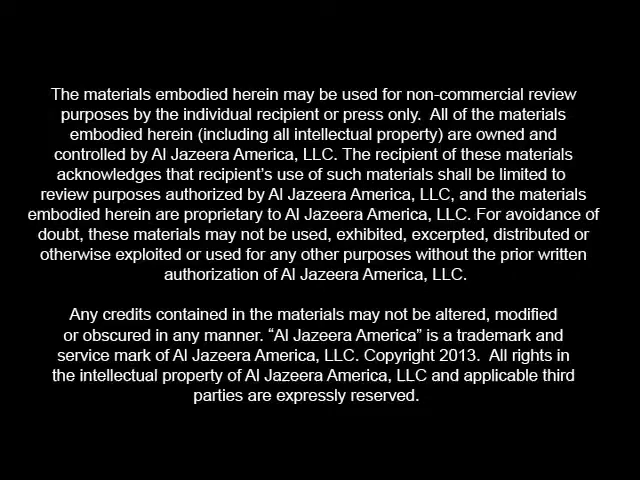 The materials embodied herein may be used for non-commercial review
purposes by the individual recipient or press only.  All of the materials
embodied herein (including all intellectual property) are owned and
controlled by Al Jazeera America, LLC. The recipient of these materials
acknowledges that recipient's use of such materials shall be limited to
review purposes authorized by Al Jazeera America, LLC, and the materials
embodied herein are proprietary to Al Jazeera America, LLC. For avoidance of
doubt, these materials may not be used, exhibited, excerpted, distributed or
otherwise exploited or used for any other purposes without the prior written
authorization of Al Jazeera America, LLC.
Any credits contained in the materials may not be altered, modified
or obscured in any manner. “Al Jazeera America” is a trademark and
service mark of Al Jazeera America, LLC. Copyright 2013.  All rights in
the intellectual property of Al Jazeera America, LLC and applicable third
parties are expressly reserved.